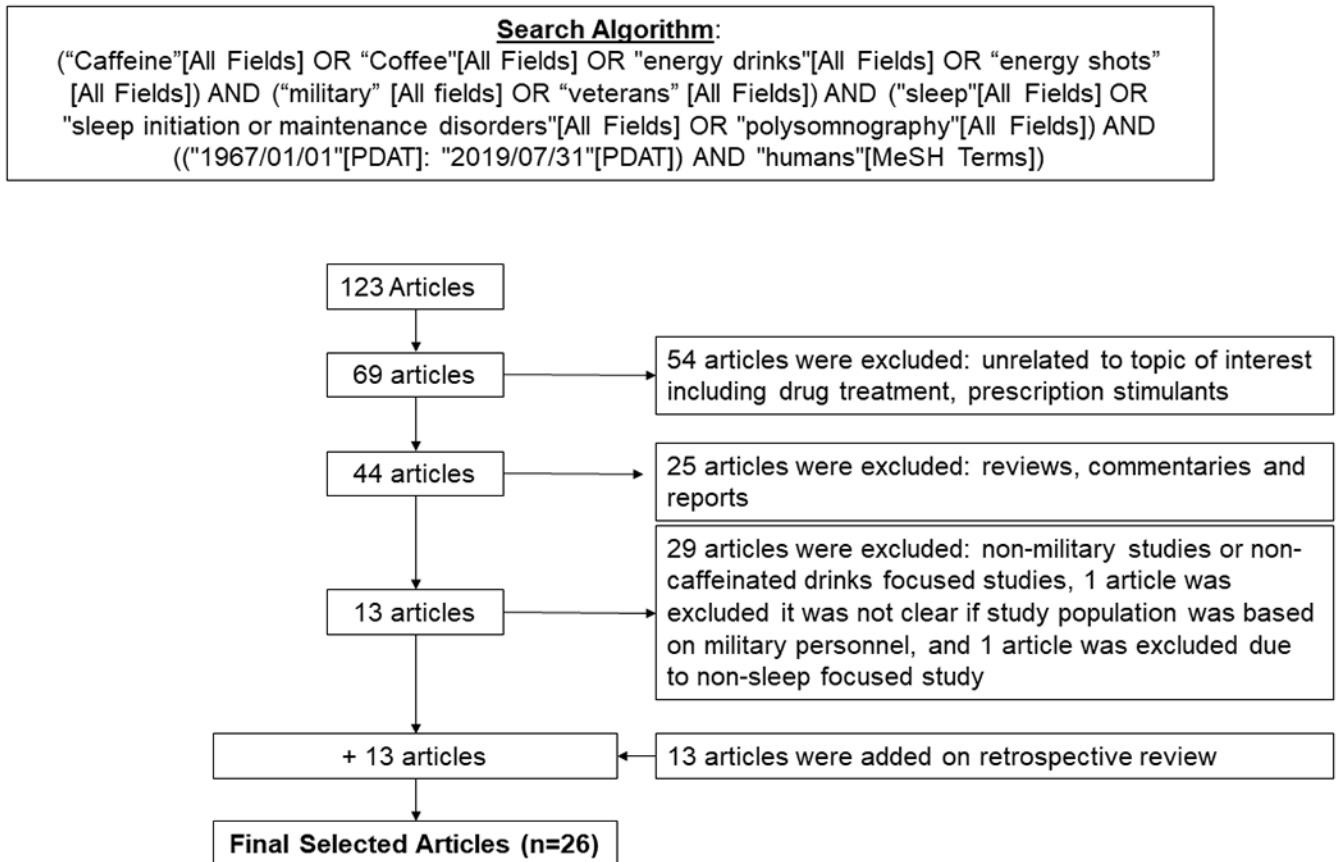 Search Algorithm:
(“Caffeine”[All Fields] OR “Coffee"[All Fields] OR "energy drinks"[All Fields] OR “energy shots”
[All Fields]) AND (“military” [All fields] OR “veterans” [All Fields]) AND ("sleep"[All Fields] OR
"sleep initiation or maintenance disorders"[All Fields] OR "polysomnography"[All Fields]) AND
(("1967/01/01"[PDAT]: "2019/07/31"[PDAT]) AND "humans"[MeSH Terms])
123 Articles
69 articles
54 articles were excluded: unrelated to topic of interest
including drug treatment, prescription stimulants
44 articles
25 articles were excluded: reviews, commentaries and
reports
13 articles
29 articles were excluded: non-military studies or non-
caffeinated drinks focused studies, 1 article was
excluded it was not clear if study population was based
on military personnel, and 1 article was excluded due
to non-sleep focused study
+ 13 articles
13 articles were added on retrospective review
Final Selected Articles (n=26)